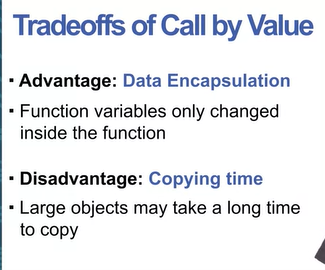 Tradeoffs of Call by Value
▪ Advantage: Data Encapsulation
▪ Function variables only changed
inside the function
▪ Disadvantage: Copying time
▪ Large objects may take a long time
to copy